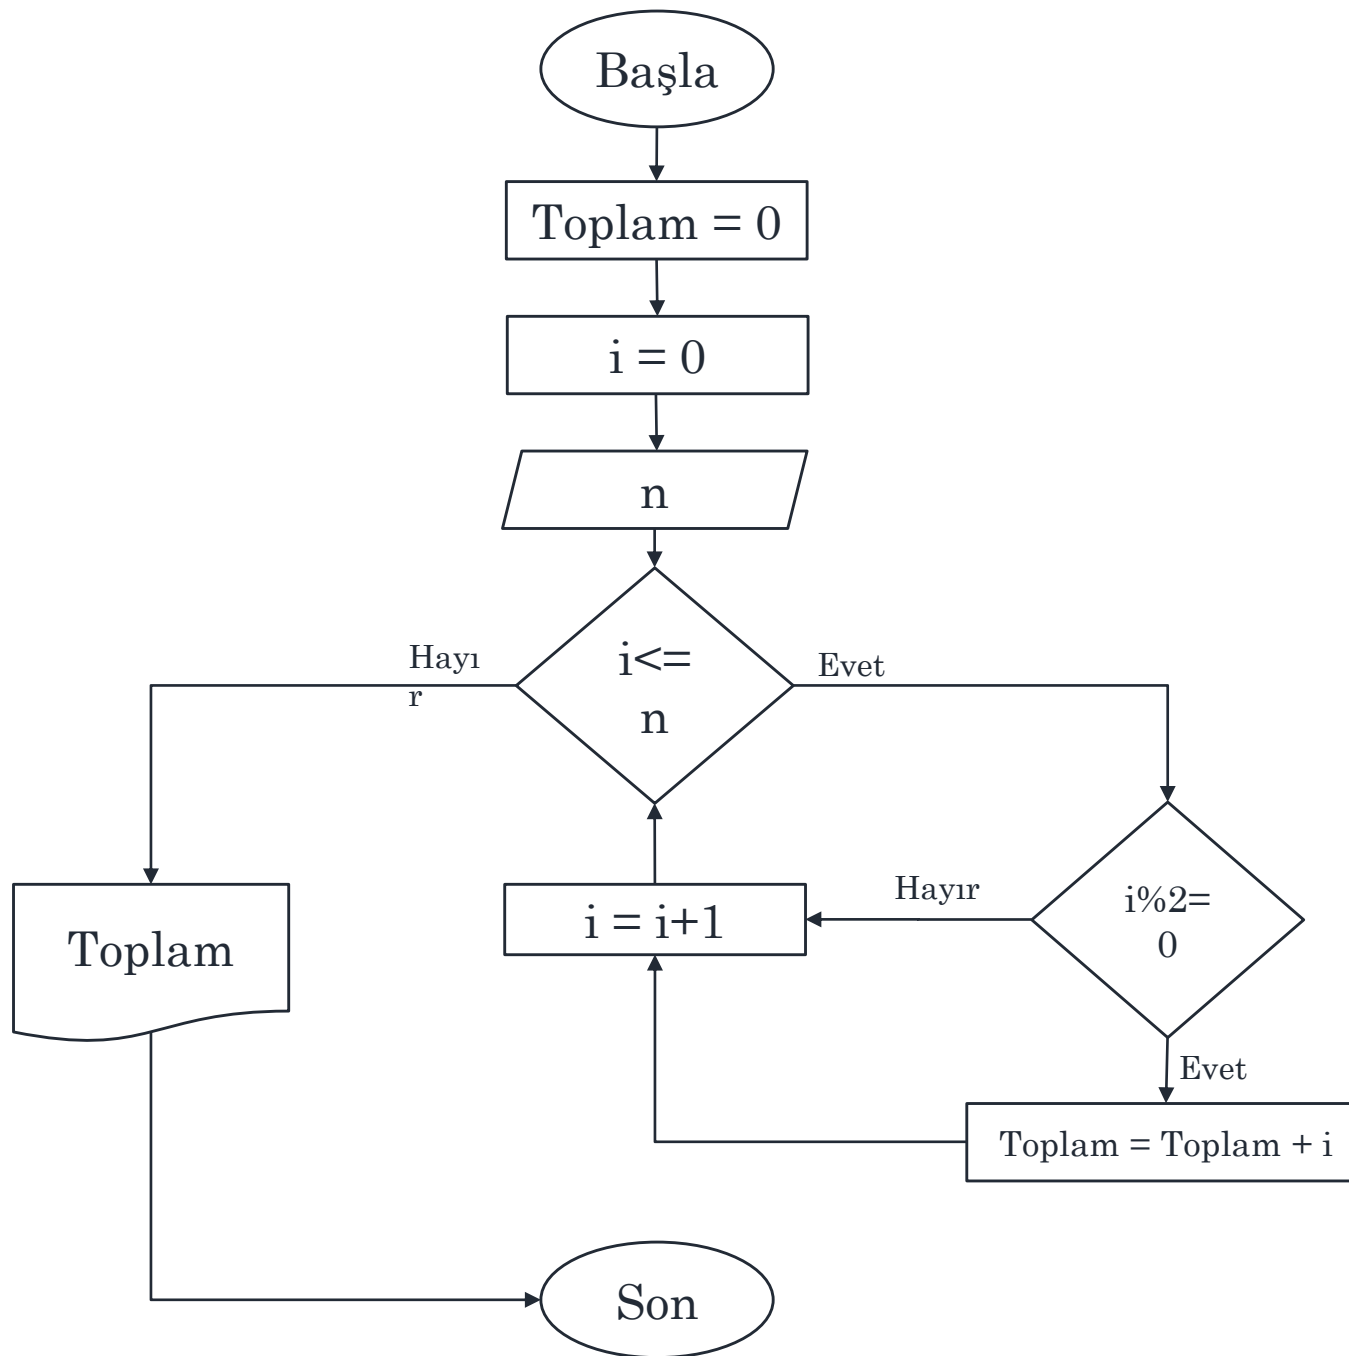 Başla
Toplam = 0
i = 0
n
i<=
n
Hayı
r
Evet
i%2=
0
Hayır
i = i+1
Toplam
Evet
Toplam = Toplam + i
Son